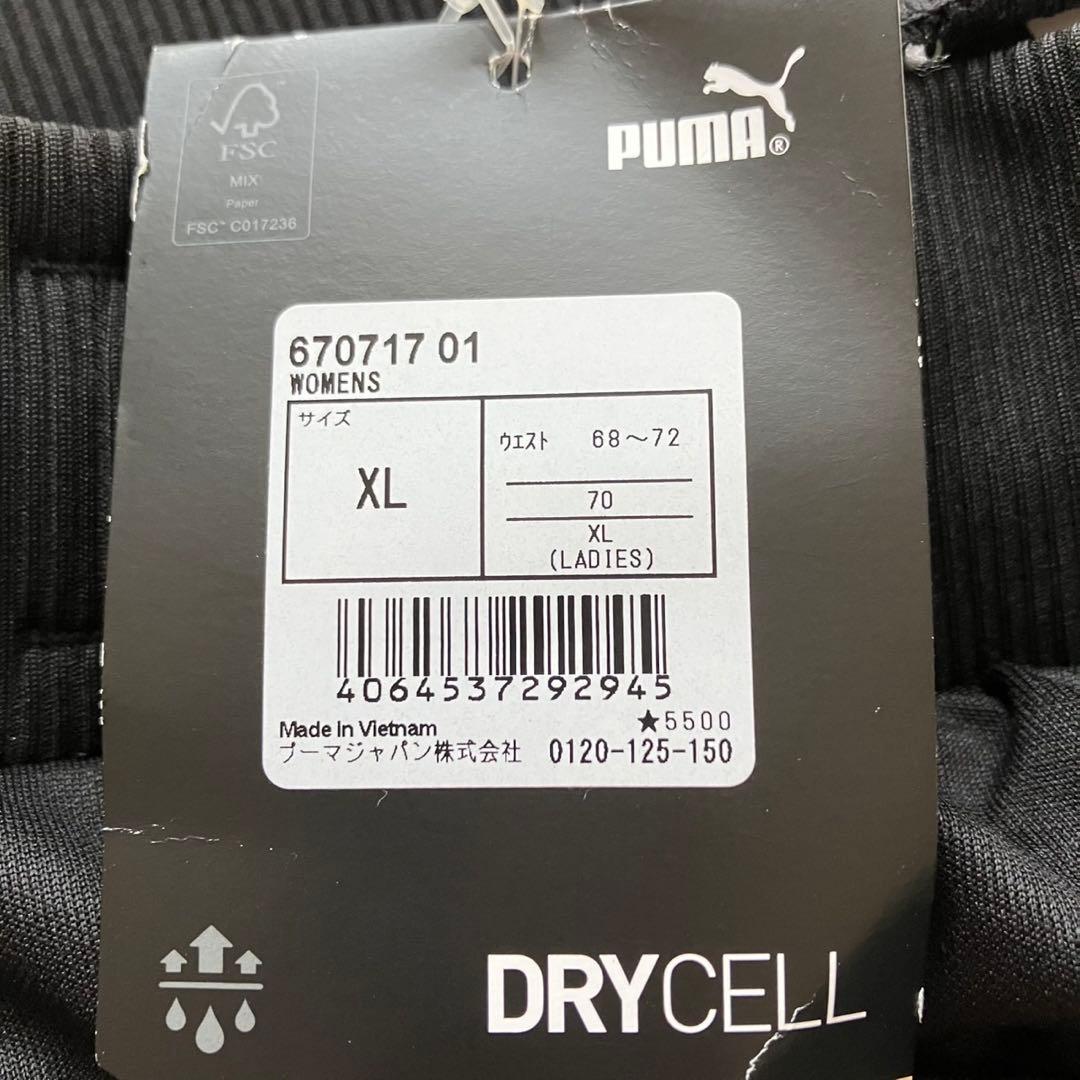 FSC™
MIX
Paper
FSC™ C017236
PUMA®
670717 01
WOMENS
サイズ
XL
ウエスト 68～72
70
XL
(LADIES)
4064537292945
Made in Vietnam
★5500
プーマジャパン株式会社 0120-125-150
DRYCELL